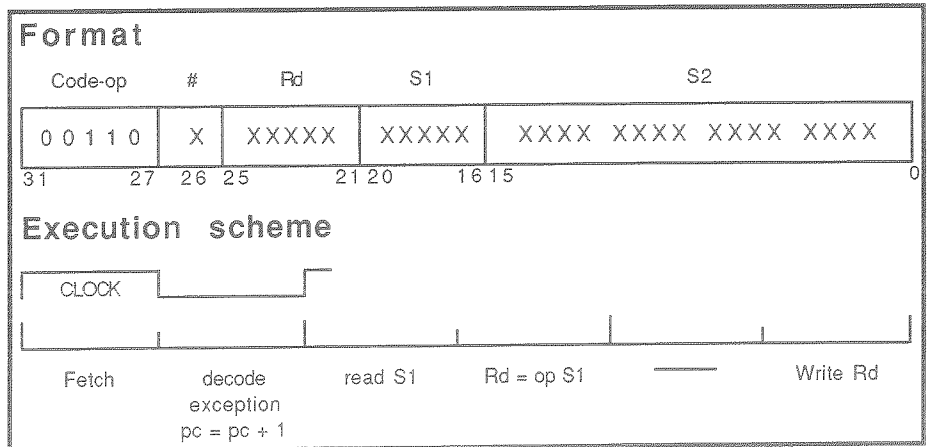 Format
Code-op # Rd S1 S2
0 0 1 1 0 X XXXXX XXXXX XXXX XXXX XXXX XXXX
31 27 26 25 21 20 16 15 0
Execution scheme
CLOCK
Fetch decode read S1 Rd = op S1 Write Rd
exception
pc = pc + 1